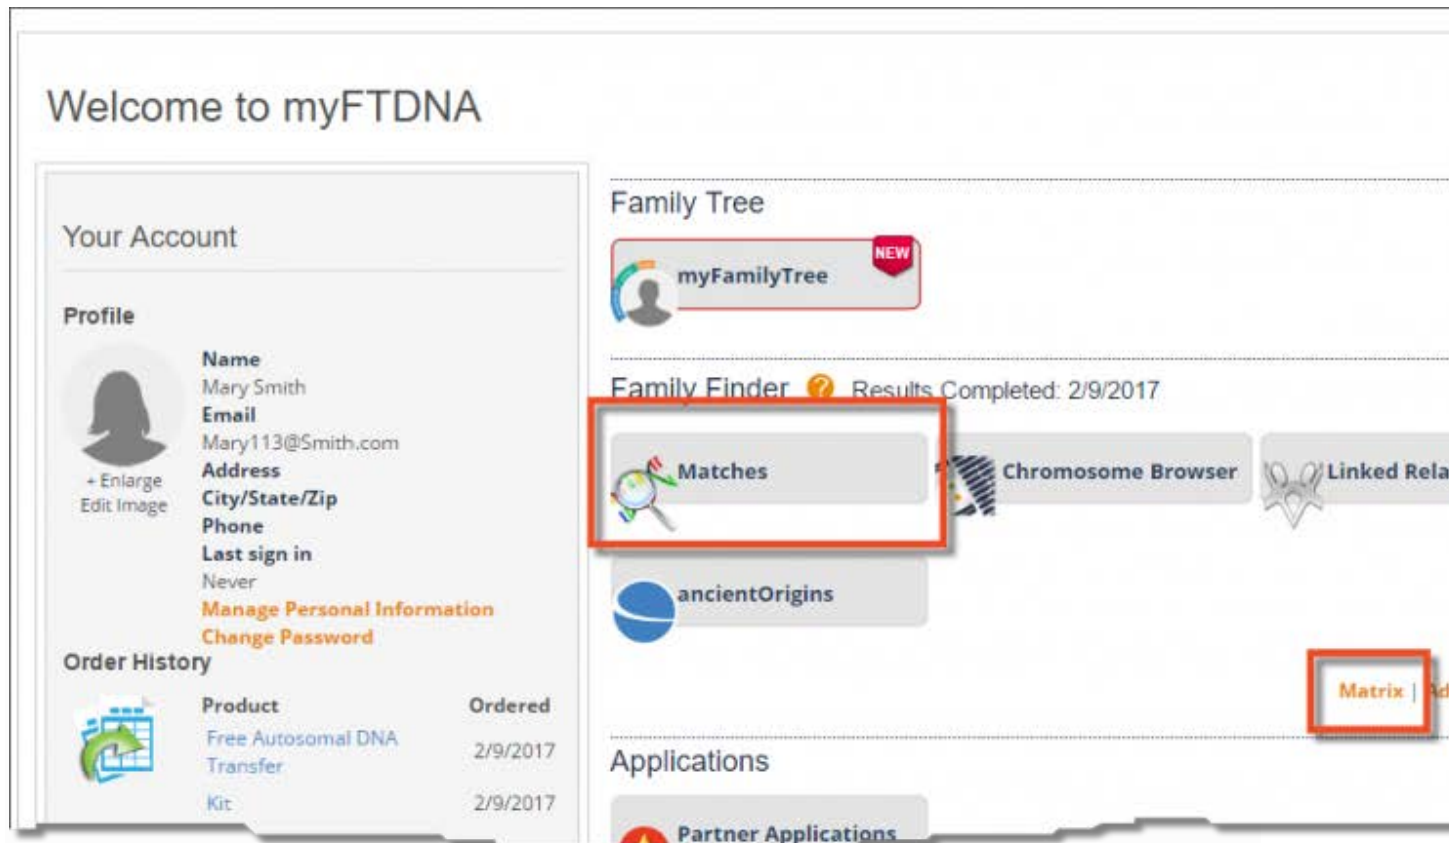 Welcome to myFTDNA
Your Account
Profile
Name
Mary Smith
Email
Mary113@Smith.com
Address
City/State/Zip
Phone
Last sign in
Never
Manage Personal Information
Change Password
+ Enlarge
Edit Image
Order History
Product Ordered
Free Autosomal DNA
Transfer
2/9/2017
Kit 2/9/2017
Family Tree
myFamilyTree
NEW
Family Finder ? Results Completed: 2/9/2017
Matches Chromosome Browser Linked Rela
ancientOrigins
Matrix | Ad
Applications
Partner Applications